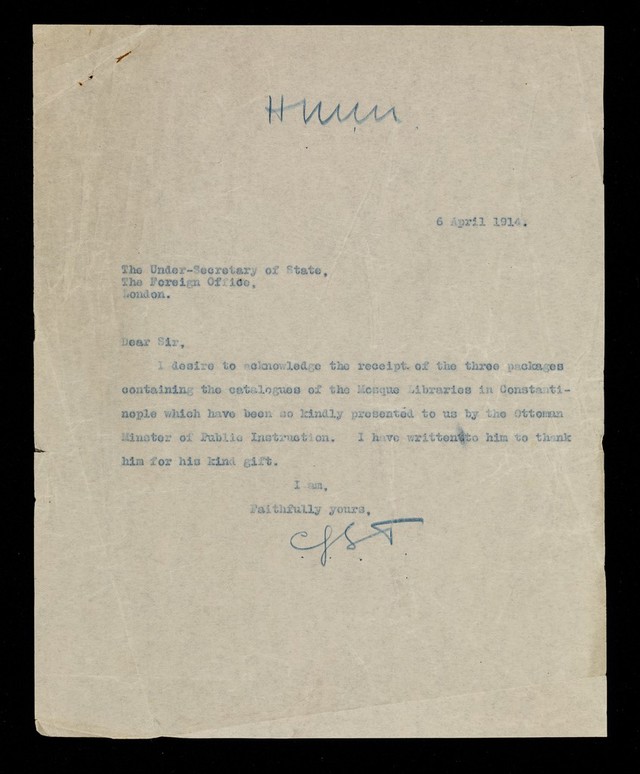 6 April 1914.
The Under-Secretary of State,
The Foreign Office,
London.
Dear Sir,
I desire to acknowledge the receipt of the three packages
containing the catalogues of the Mosque Libraries in Constanti-
nople which have been so kindly presented to us by the Ottoman
Minster of Public Instruction. I have written to him to thank
him for his kind gift.
I am,
Faithfully yours,